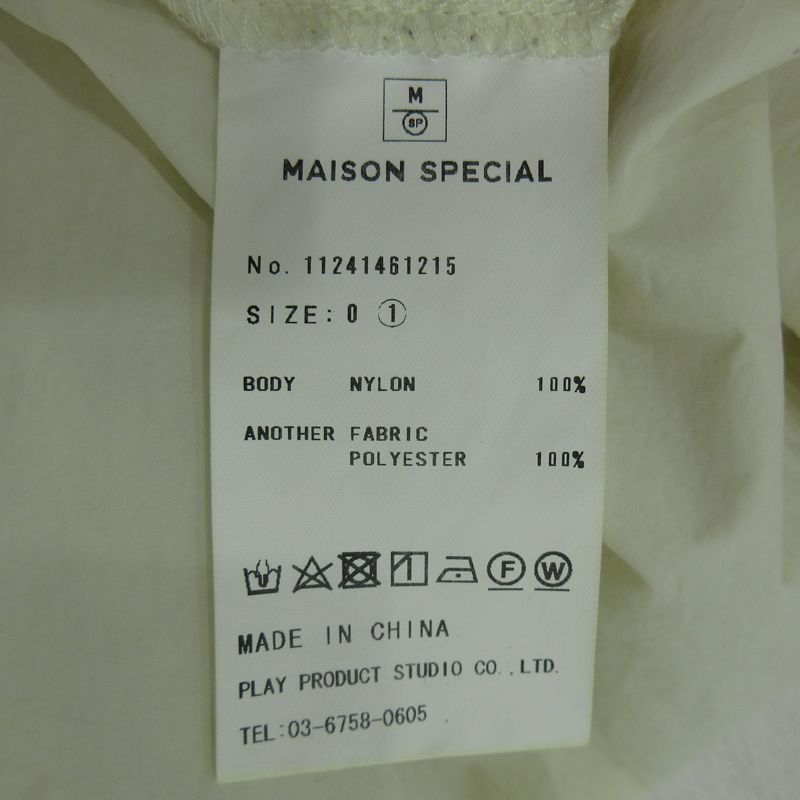 M
SP
MAISON SPECIAL
No. 11241461215
SIZE: 0 ①
BODY NYLON 100%
ANOTHER FABRIC
POLYESTER 100%
F W
MADE IN CHINA
PLAY PRODUCT STUDIO CO.,LTD.
TEL:03-6758-0605